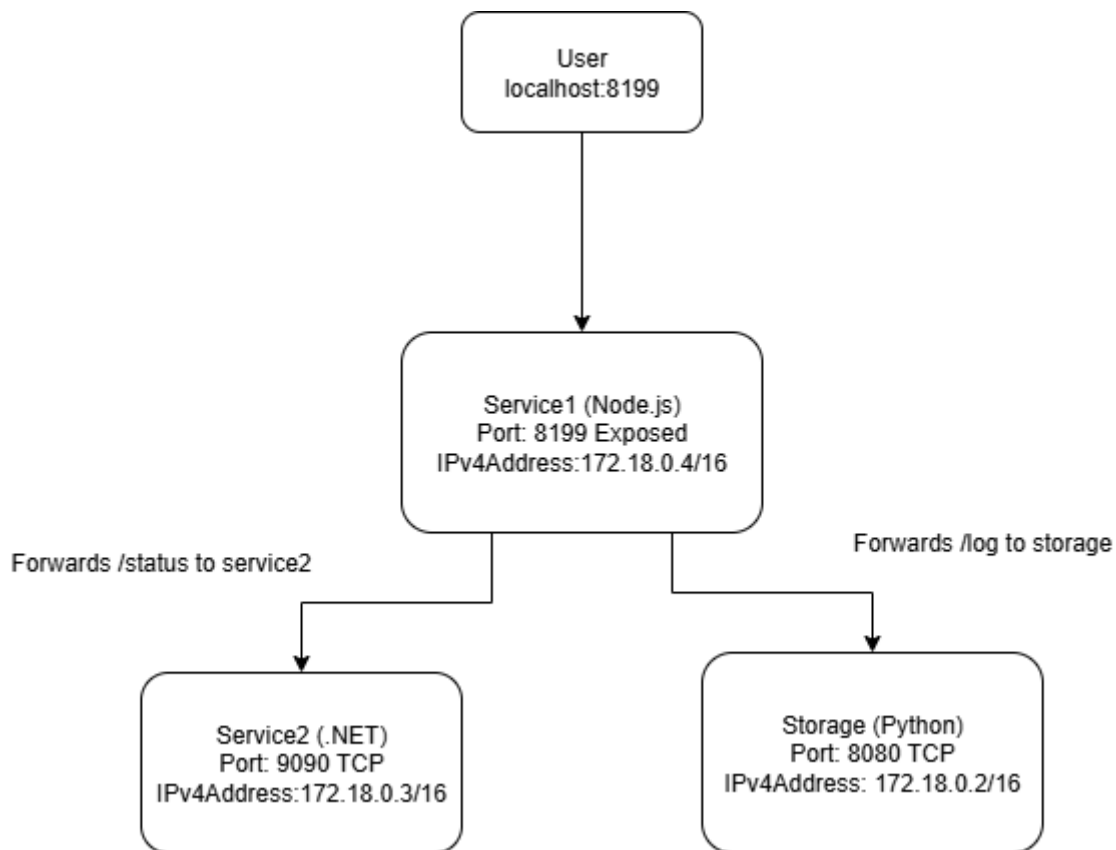 User
localhost:8199
Service1 (Node.js)
Port: 8199 Exposed
IPv4Address:172.18.0.4/16
Forwards /status to service2
Forwards /log to storage
Service2 (.NET)
Port: 9090 TCP
IPv4Address:172.18.0.3/16
Storage (Python)
Port: 8080 TCP
IPv4Address: 172.18.0.2/16